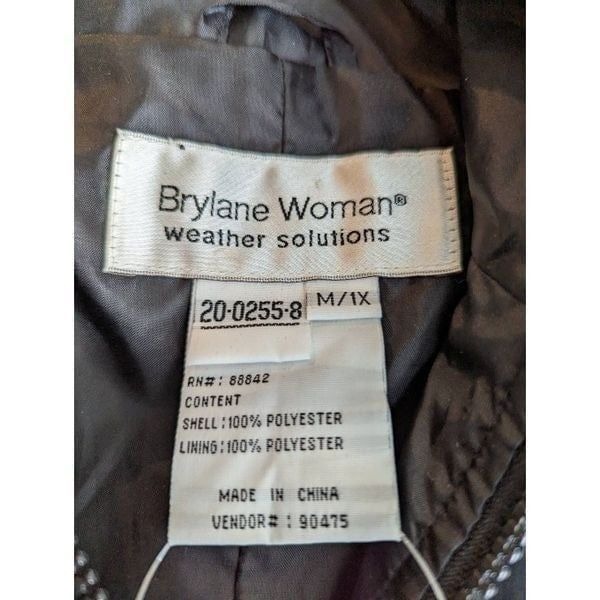 Brylane Woman®
weather solutions
20-0255-8
M/1X
RN#: 88842
CONTENT
SHELL:100% POLYESTER
LINING:100% POLYESTER
MADE IN CHINA
VENDOR#: 90475